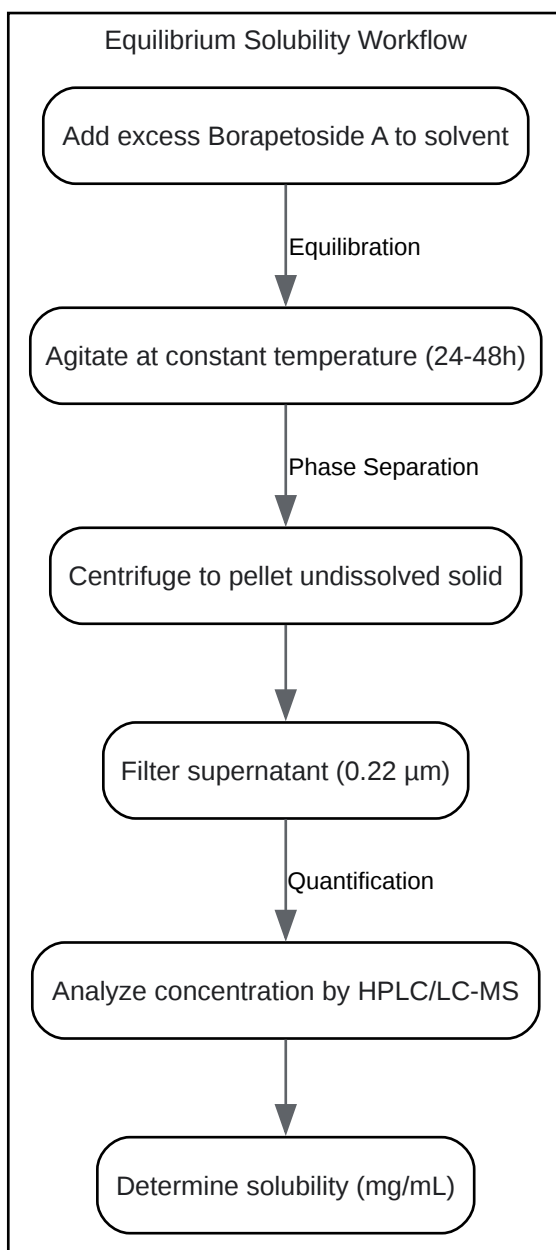 Equilibrium Solubility Workflow
Add excess Borapetoside A to solvent
Equilibration
Agitate at constant temperature (24-48h)
Phase Separation
Centrifuge to pellet undissolved solid
Filter supernatant (0.22 µm)
Quantification
Analyze concentration by HPLC/LC-MS
Determine solubility (mg/mL)